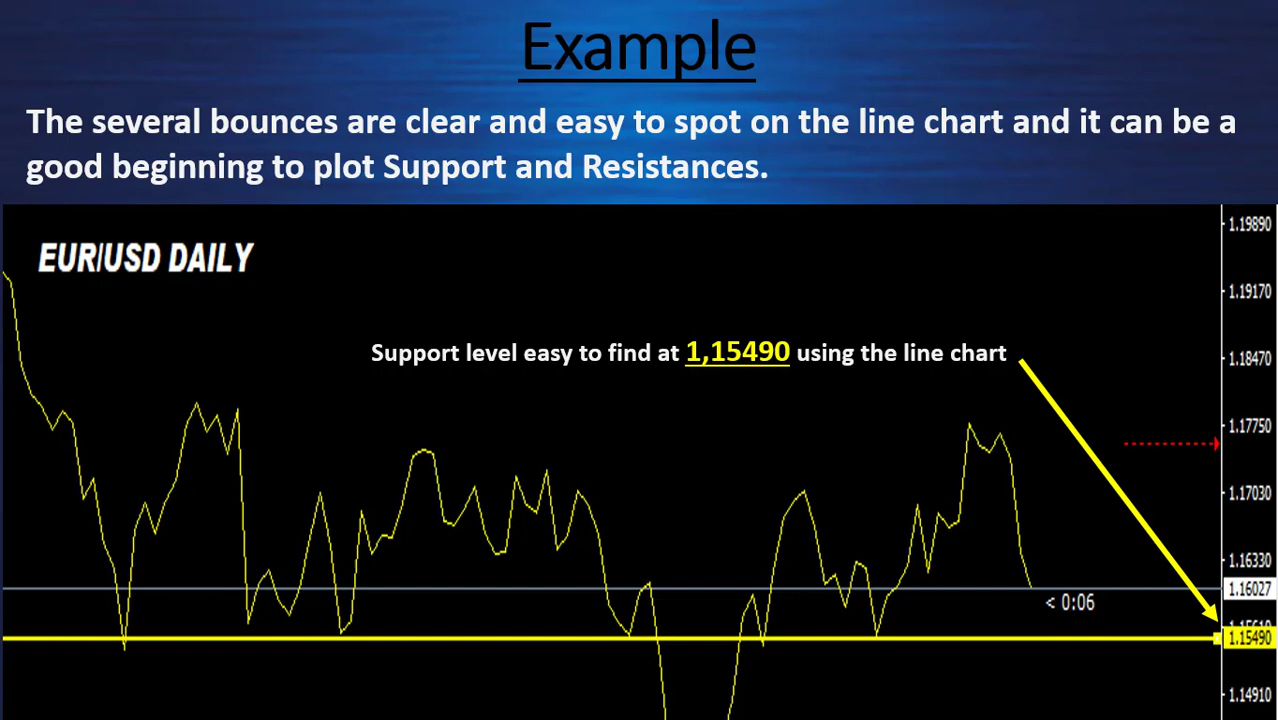 Example
The several bounces are clear and easy to spot on the line chart and it can be a
good beginning to plot Support and Resistances.
EUR/USD DAILY
Support level easy to find at 1,15490 using the line chart
1.19890
1.19170
1.18470
1.17750
1.17030
1.16330
1.16027
< 0:06
1.15610
1.15490
1.14910